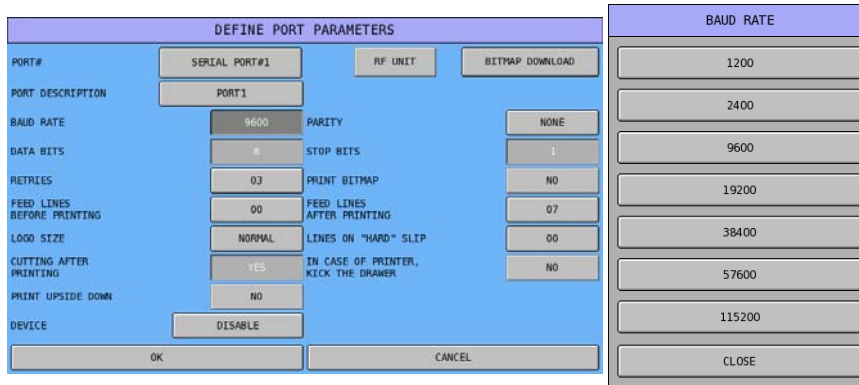 DEFINE PORT PARAMETERS
PORT# SERIAL PORT#1 RF UNIT BITMAP DOWNLOAD
PORT DESCRIPTION PORT1
BAUD RATE 9600 PARITY NONE
DATA BITS 8 STOP BITS 1
RETRIES 03 PRINT BITMAP NO
FEED LINES
BEFORE PRINTING 00
FEED LINES
AFTER PRINTING 07
LOGO SIZE NORMAL LINES ON "HARD" SLIP 00
CUTTING AFTER
PRINTING YES
IN CASE OF PRINTER,
KICK THE DRAWER NO
PRINT UPSIDE DOWN NO
DEVICE DISABLE
OK CANCEL
BAUD RATE
1200
2400
9600
19200
38400
57600
115200
CLOSE